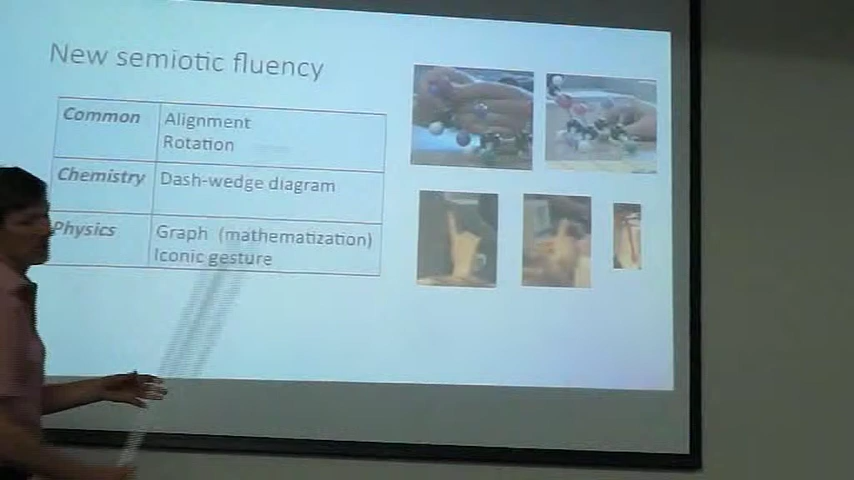 New semiotic fluency
Common
Alignment
Rotation
Chemistry
Dash-wedge diagram
Physics
Graph (mathematization)
Iconic gesture